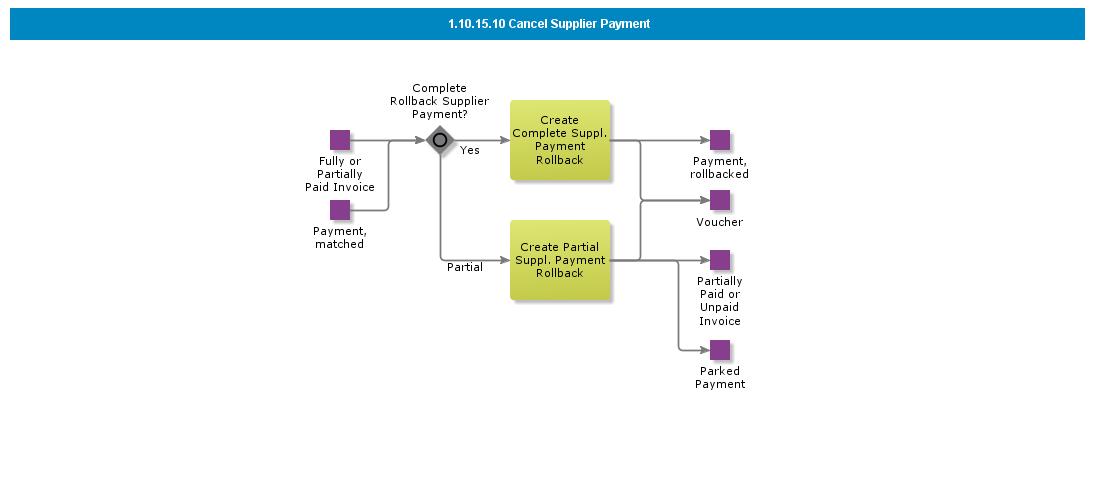 1.10.15.10 Cancel Supplier Payment
Complete
Rollback Supplier
Payment?
Yes
Partial
Fully or
Partially
Paid Invoice
Payment,
matched
Create
Complete Suppl.
Payment
Rollback
Create Partial
Suppl. Payment
Rollback
Payment,
rollbacked
Voucher
Partially
Paid or
Unpaid
Invoice
Parked
Payment